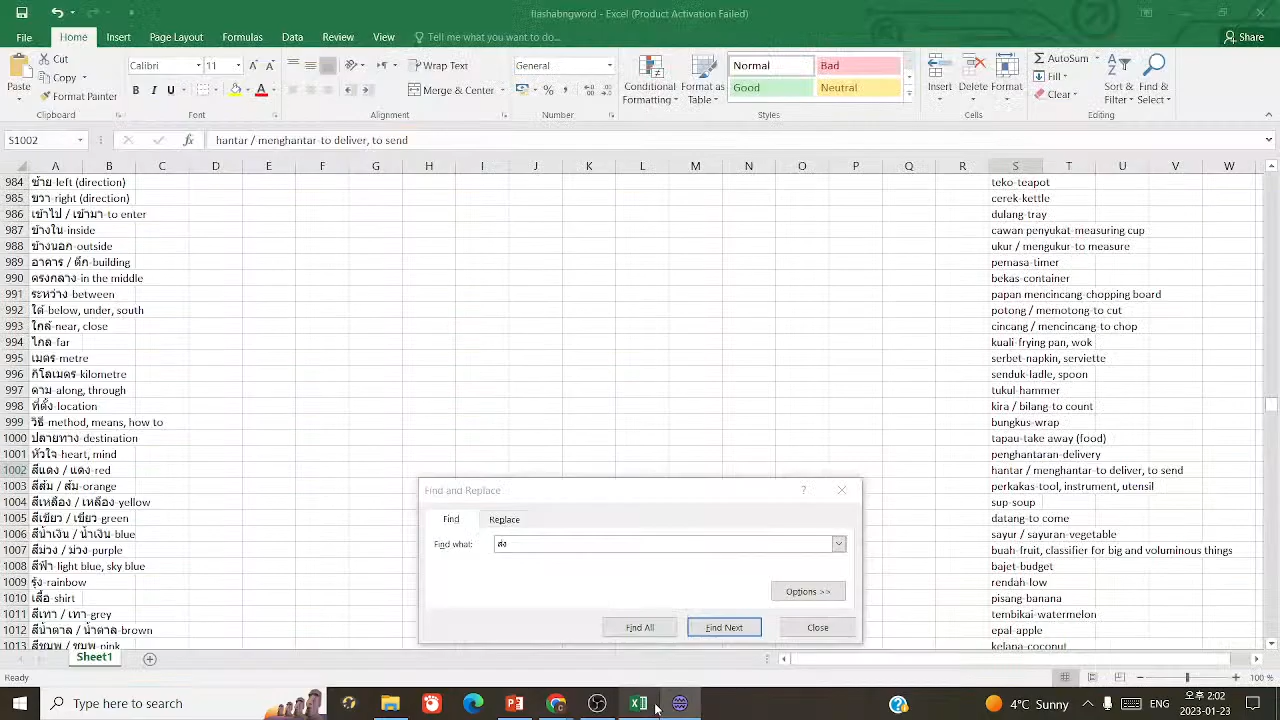 flashabngword - Excel (Product Activation Failed)
File Home Insert Page Layout Formulas Data Review View Tell me what you want to do... Share
Cut
Copy
Format Painter
Paste
Calibri 11
Wrap Text
Merge & Center
General
Conditional Formatting
Format as Table
Normal Bad
Good Neutral
Insert Delete Format
AutoSum
Fill
Clear
Sort & Filter
Find & Select
Clipboard Font Alignment Number Styles Cells Editing
S1002 hantar / menghantar-to deliver, to send
A B C D E F G H I J K L M N O P Q R S T U V W
984 ซ้าย-left (direction) teko-teapot
985 ขวา-right (direction) cerek-kettle
986 เข้าไป / เข้ามา-to enter dulang-tray
987 ข้างใน-inside cawan penyukat-measuring cup
988 ข้างนอก-outside ukur / mengukur-to measure
989 อาคาร / ตึก-building pemasa-timer
990 ตรงกลาง-in the middle bekas-container
991 ระหว่าง-between papan mencincang-chopping board
992 ใต้-below, under, south potong / memotong-to cut
993 ใกล้-near, close cincang / mencincang-to chop
994 ไกล-far kuali-frying pan, wok
995 เมตร-metre serbet-napkin, serviette
996 กิโลเมตร-kilometre senduk-ladle, spoon
997 ตาม-along, through tukul-hammer
998 ที่ตั้ง-location kira / bilang-to count
999 วิธี-method, means, how to bungkus-wrap
1000 ปลายทาง-destination tapau-take away (food)
1001 หัวใจ-heart, mind penghantaran-delivery
1002 สีแดง / แดง-red hantar / menghantar-to deliver, to send
1003 สีส้ม / ส้ม-orange perkakas-tool, instrument, utensil
1004 สีเหลือง / เหลือง-yellow sup-soup
1005 สีเขียว / เขียว-green datang-to come
1006 สีน้ำเงิน / น้ำเงิน-blue sayur / sayuran-vegetable
1007 สีม่วง / ม่วง-purple buah-fruit, classifier for big and voluminous things
1008 สีฟ้า-light blue, sky blue bajet-budget
1009 รุ้ง-rainbow rendah-low
1010 เสื้อ-shirt pisang-banana
1011 สีเทา / เทา-grey tembikai-watermelon
1012 สีน้ำตาล / น้ำตาล-brown epal-apple
1013 สีชมพู / ชมพู-pink kelapa-coconut
Find and Replace ?
Find Replace
Find what: ส่ง
Options >>
Find All Find Next Close
Sheet1
Ready 100 %
Type here to search
4°C Sunny ENG 오후 2:02
2023-01-23